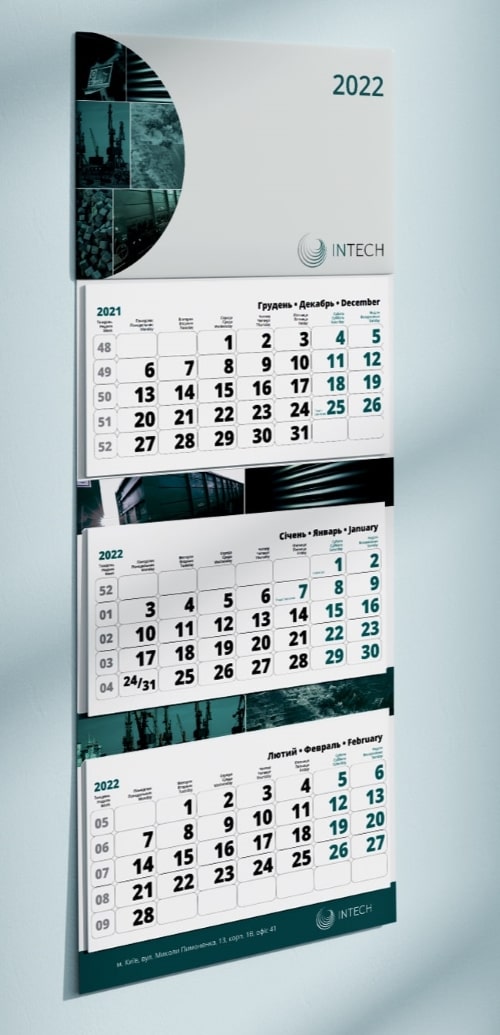 2022
INTECH
2021
Грудень • Декабрь • December
48 1 2 3 4 5
49 6 7 8 9 10 11 12
50 13 14 15 16 17 18 19
51 20 21 22 23 24 25 26
52 27 28 29 30 31
2022
Січень • Январь • January
52 1 2
01 3 4 5 6 7 8 9
02 10 11 12 13 14 15 16
03 17 18 19 20 21 22 23
04 24/31 25 26 27 28 29 30
2022
Лютий • Февраль • February
05 1 2 3 4 5 6
06 7 8 9 10 11 12 13
07 14 15 16 17 18 19 20
08 21 22 23 24 25 26 27
09 28
INTECH
м. Київ, вул. Миколи Пимоненка, 13, корп. 1В, офіс 41